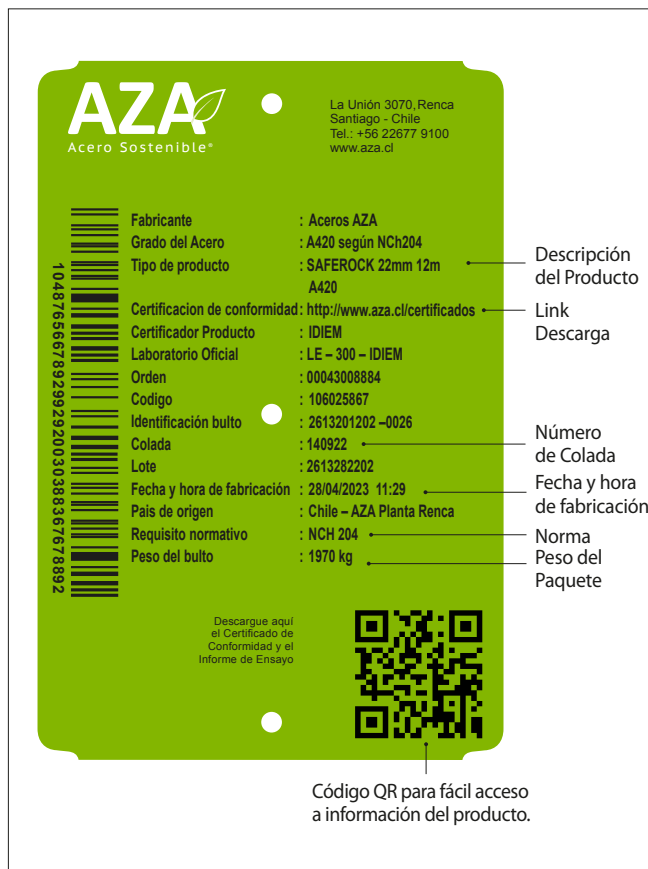 AZA
Acero Sostenible®
La Unión 3070, Renca
Santiago - Chile
Tel.: +56 22677 9100
www.aza.cl
1048765667892992920030388367678892
Fabricante : Aceros AZA
Grado del Acero : A420 según NCh204
Tipo de producto : SAFEROCK 22mm 12m
A420
Certificacion de conformidad : http://www.aza.cl/certificados
Certificador Producto : IDIEM
Laboratorio Oficial : LE – 300 – IDIEM
Orden : 00043008884
Codigo : 106025867
Identificación bulto : 2613201202 –0026
Colada : 140922
Lote : 2613282202
Fecha y hora de fabricación : 28/04/2023 11:29
Pais de origen : Chile – AZA Planta Renca
Requisito normativo : NCH 204
Peso del bulto : 1970 kg
Descripción
del Producto
Link
Descarga
Número
de Colada
Fecha y hora
de fabricación
Norma
Peso del
Paquete
Descargue aquí
el Certificado de
Conformidad y el
Informe de Ensayo
Código QR para fácil acceso
a información del producto.